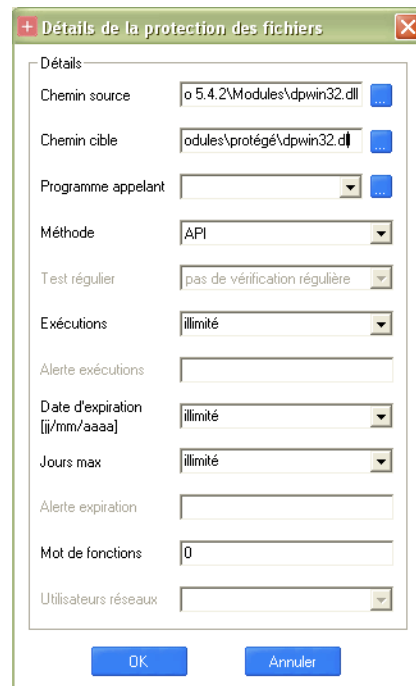 Détails de la protection des fichiers
Détails
Chemin source o 5.4.2\Modules\dpwin32.dll ...
Chemin cible odules\protégé\dpwin32.dl ...
Programme appelant ...
Méthode API
Test régulier pas de vérification régulière
Exécutions illimité
Alerte exécutions
Date d'expiration
[jj/mm/aaaa] illimité
Jours max illimité
Alerte expiration
Mot de fonctions 0
Utilisateurs réseaux
OK Annuler